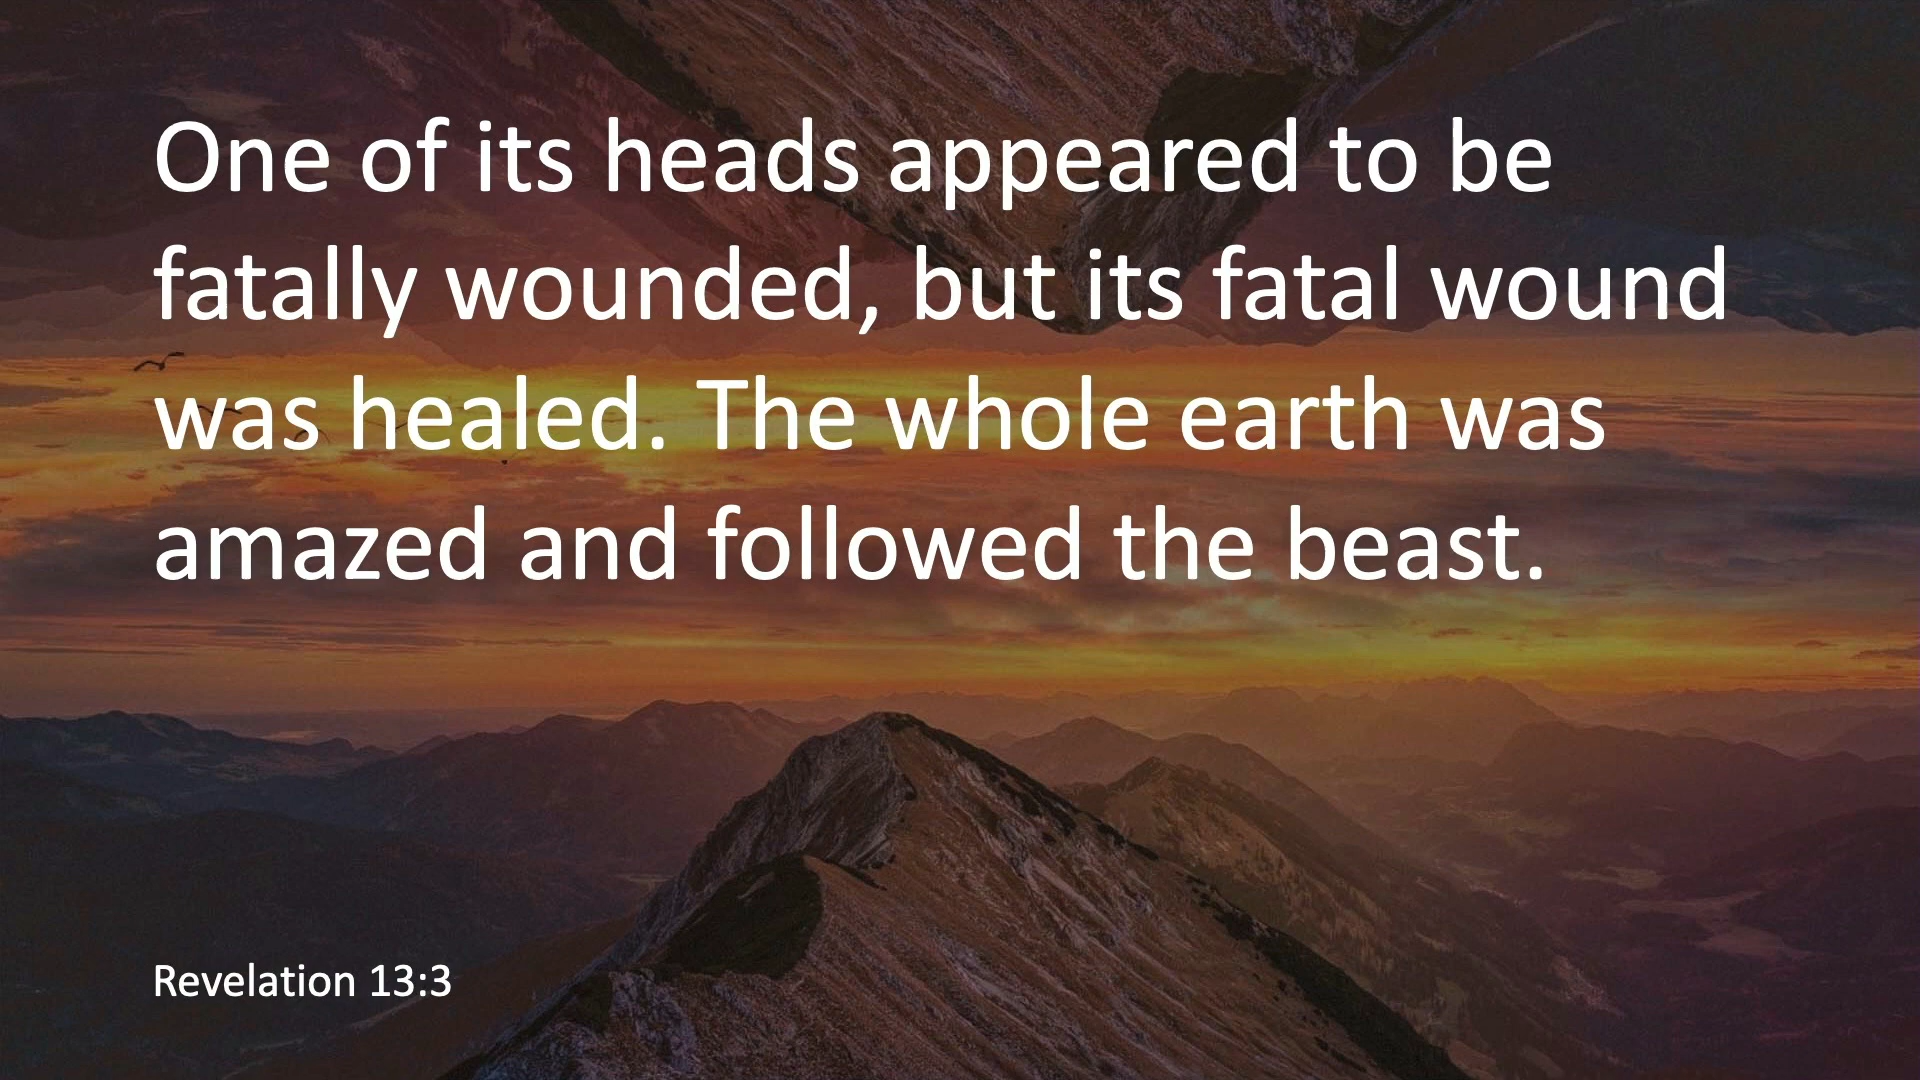 One of its heads appeared to be
fatally wounded, but its fatal wound
was healed. The whole earth was
amazed and followed the beast.
Revelation 13:3